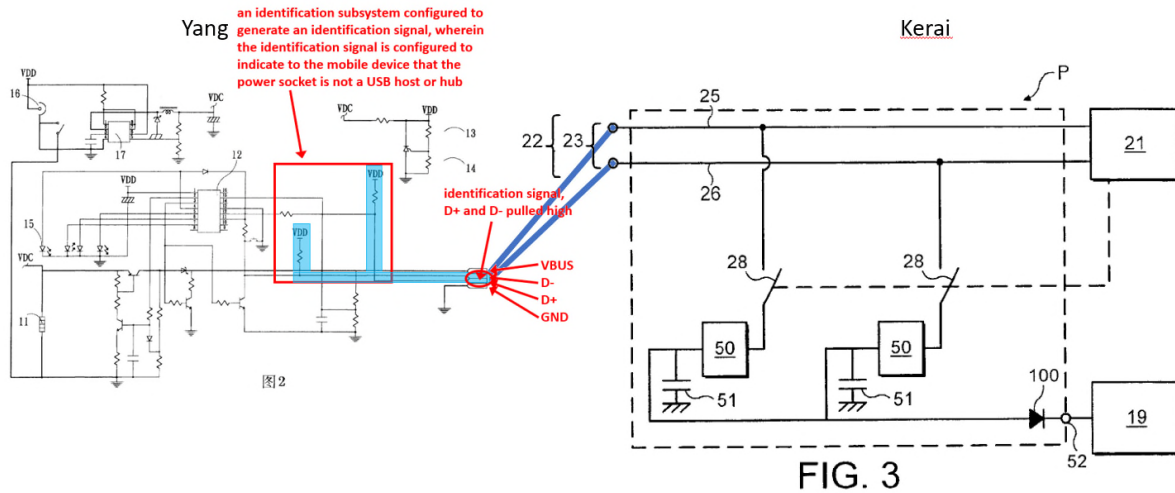 Yang
an identification subsystem configured to
generate an identification signal, wherein
the identification signal is configured to
indicate to the mobile device that the
power socket is not a USB host or hub
Kerai
VDD
16
VDC
17
12
VDD
15
VDC
11
VDD
VDD
VDC
VDD
13
14
identification signal,
D+ and D- pulled high
VBUS
D-
D+
GND
图2
P
25
22
23
26
21
28
28
50
50
51
51
100
52
19
FIG. 3